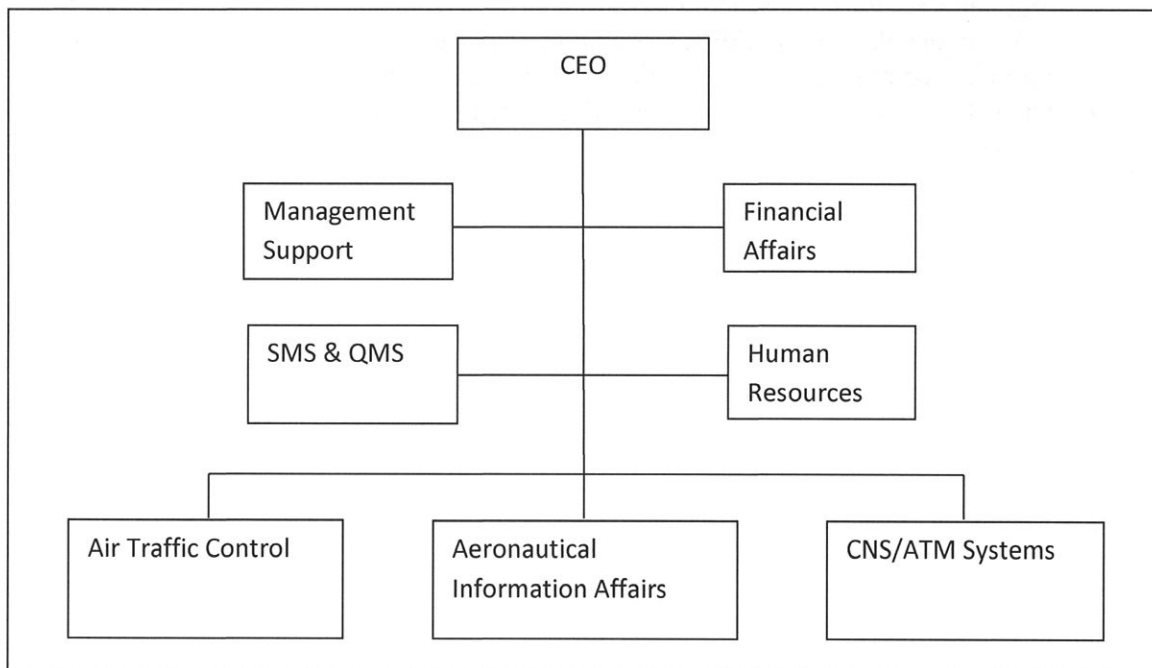 CEO
Management
Support
Financial
Affairs
SMS & QMS
Human
Resources
Air Traffic Control
Aeronautical
Information Affairs
CNS/ATM Systems